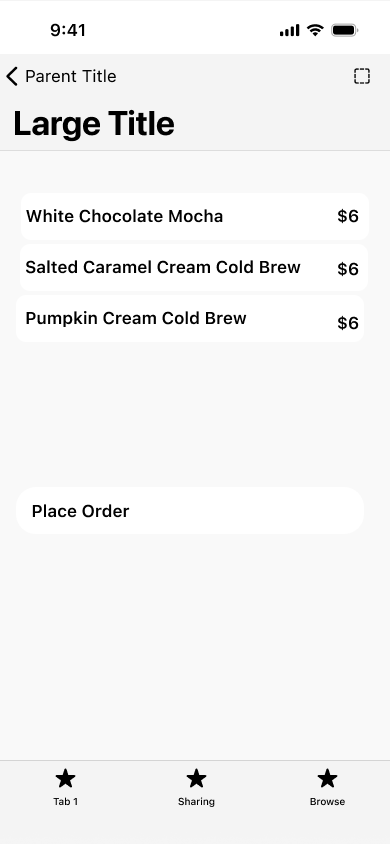 9:41
Parent Title
Large Title
White Chocolate Mocha $6
Salted Caramel Cream Cold Brew $6
Pumpkin Cream Cold Brew $6
Place Order
Tab 1 Sharing Browse